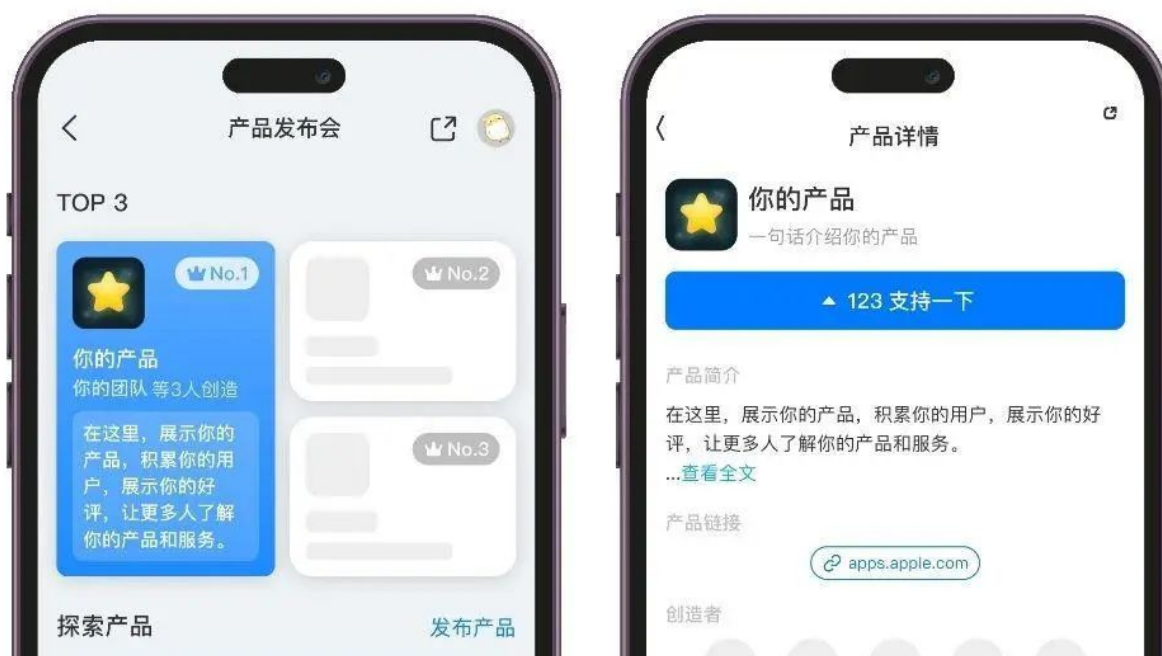 产品发布会
TOP 3
No.1
你的产品
你的团队 等3人创造
在这里，展示你的
产品，积累你的用
户，展示你的好
评，让更多人了解
你的产品和服务。
No.2
No.3
探索产品
发布产品
产品详情
你的产品
一句话介绍你的产品
123 支持一下
产品简介
在这里，展示你的产品，积累你的用户，展示你的好
评，让更多人了解你的产品和服务。
...查看全文
产品链接
apps.apple.com
创造者